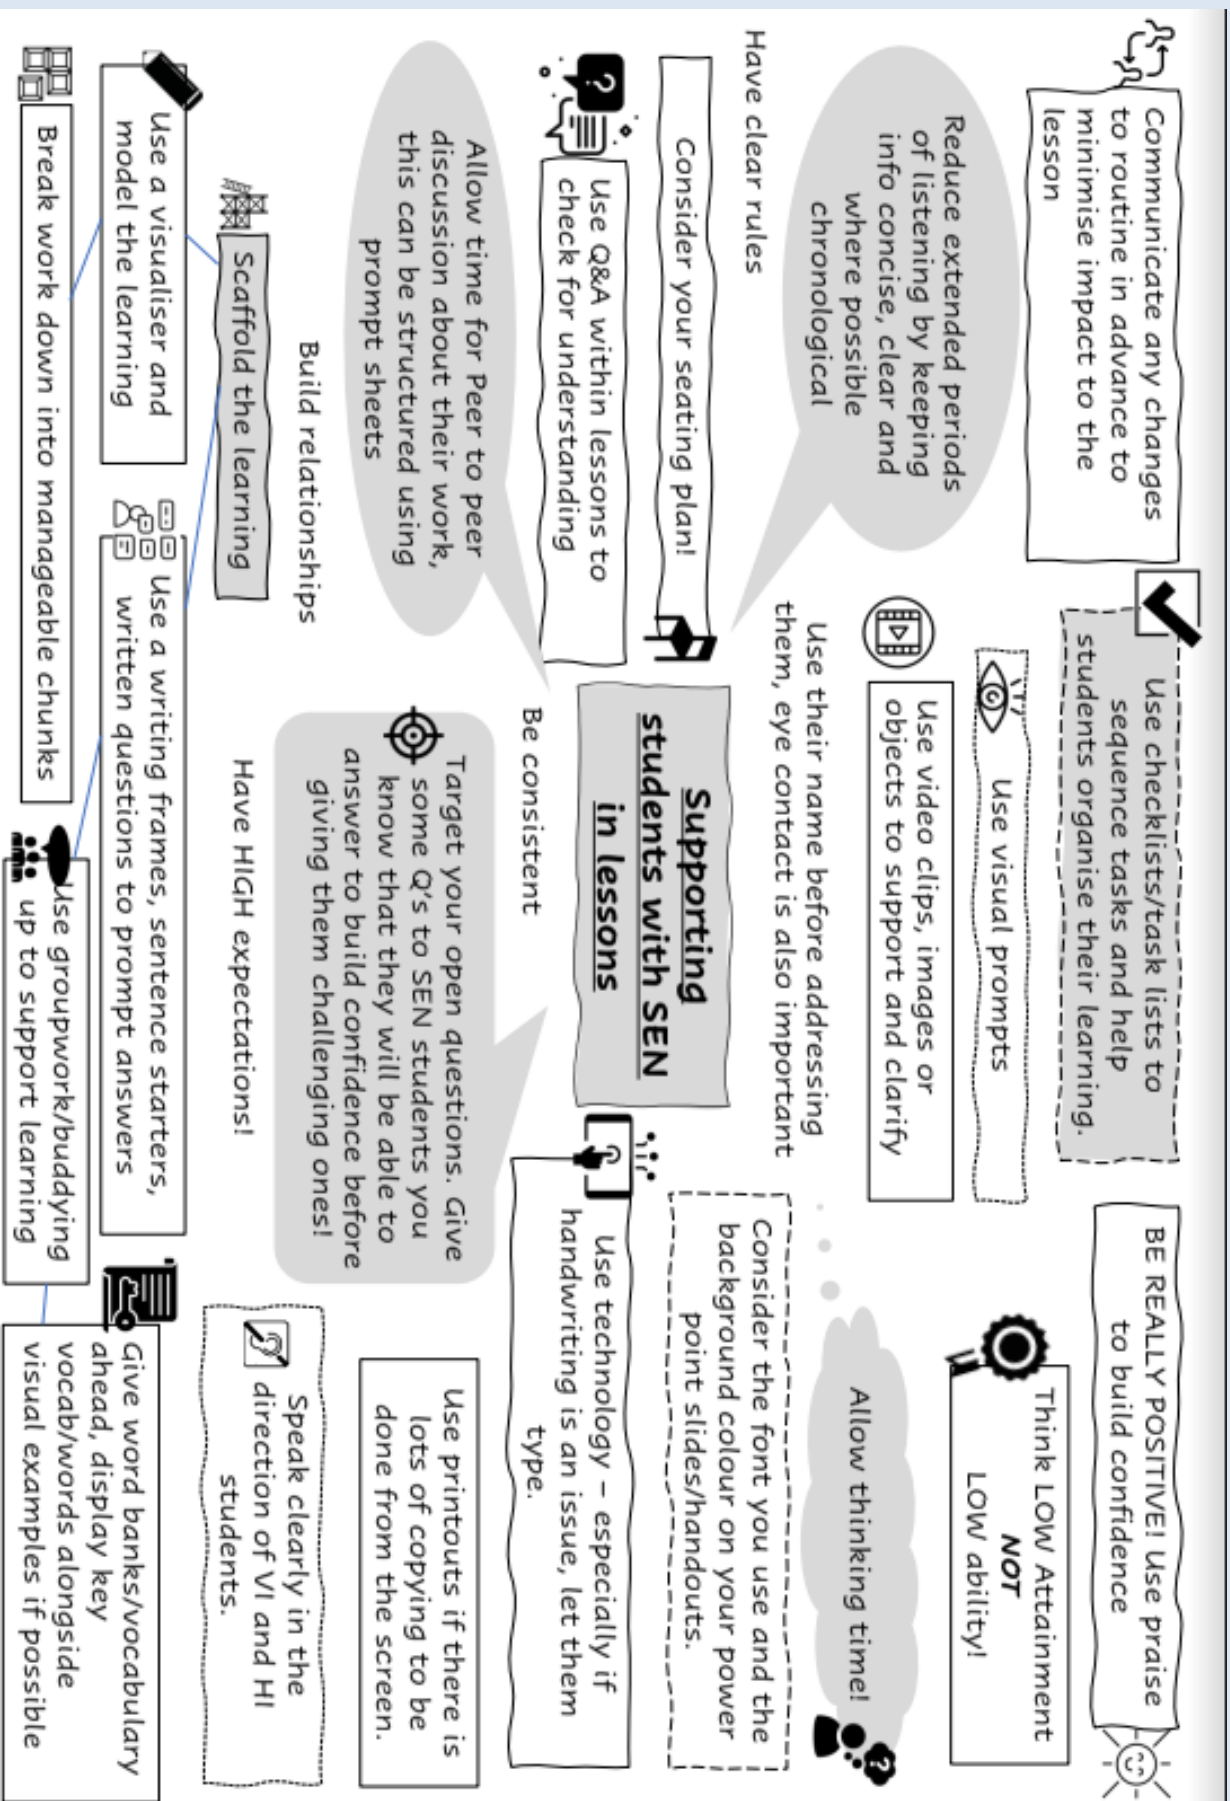 Communicate any changes
to routine in advance to
minimise impact to the
lesson
Use checklists/task lists to
sequence tasks and help
students organise their learning.
BE REALLY POSITIVE! Use praise
to build confidence
Reduce extended periods
of listening by keeping
info concise, clear and
where possible
chronological
Use visual prompts
Think LOW Attainment
NOT
LOW ability!
Use video clips, images or
objects to support and clarify
Allow thinking time!
Have clear rules
Use their name before addressing
them, eye contact is also important
Consider your seating plan!
Consider the font you use and the
background colour on your power
point slides/handouts.
Supporting
students with SEN
in lessons
Use Q&A within lessons to
check for understanding
Use technology – especially if
handwriting is an issue, let them
type.
Be consistent
Allow time for Peer to peer
discussion about their work,
this can be structured using
prompt sheets
Target your open questions. Give
some Q's to SEN students you
know that they will be able to
answer to build confidence before
giving them challenging ones!
Use printouts if there is
lots of copying to be
done from the screen.
Build relationships
Have HIGH expectations!
Speak clearly in the
direction of VI and HI
students.
Scaffold the learning
Use a visualiser and
model the learning
Use a writing frames, sentence starters,
written questions to prompt answers
Give word banks/vocabulary
ahead, display key
vocab/words alongside
visual examples if possible
Break work down into manageable chunks
Use groupwork/buddying
up to support learning